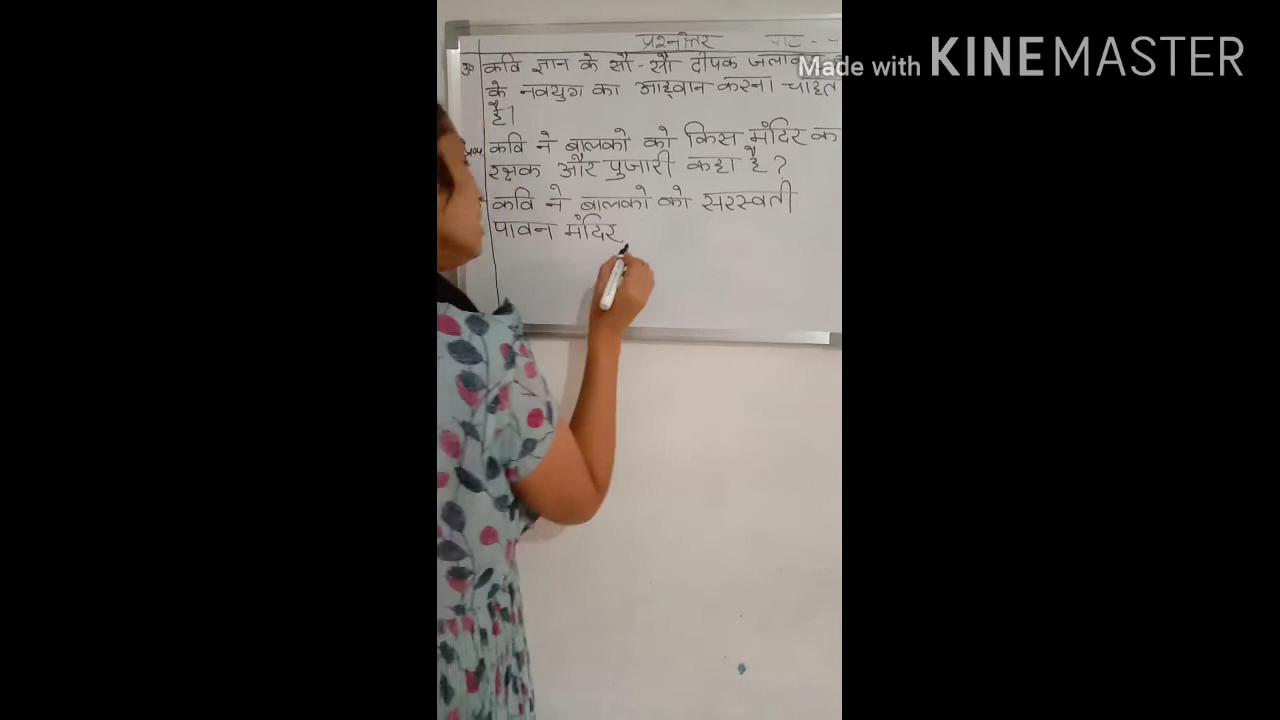 प्रश्नोत्तर पाठ -
Made with KINEMASTER
उ० कवि ज्ञान के सौ-सौ दीपक
के नवयुग का आह्वान करना चाहत
है।
कवि ने बालको को किस मंदिर क
रक्षक और पुजारी कहा है ?
कवि ने बालको को सरस्वती
पावन मंदिर